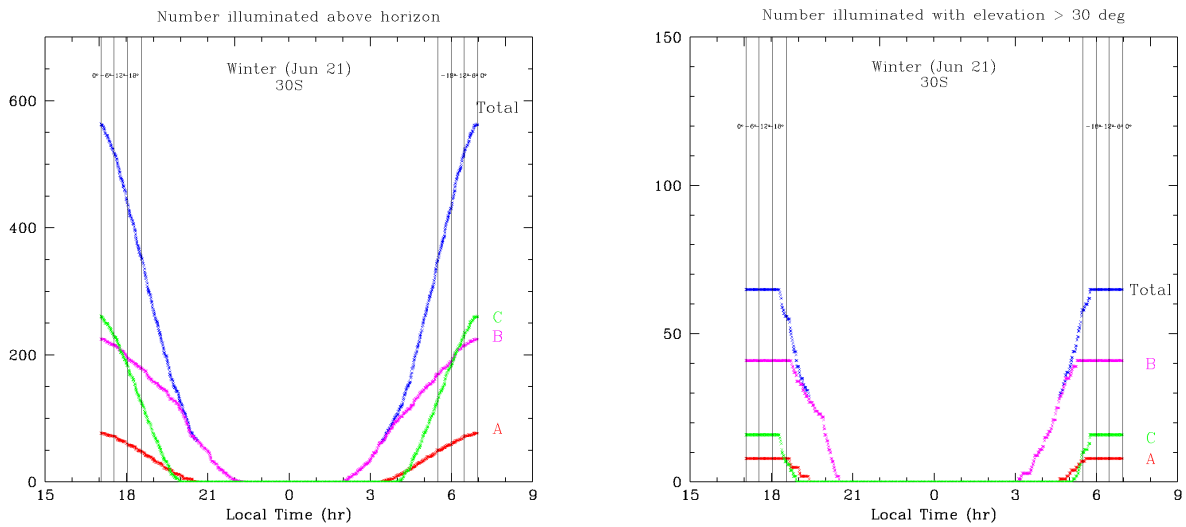 Number illuminated above horizon
Winter (Jun 21)
30S
0° -6° -12° -18°
-18° -12° -6° 0°
Total
C
B
A
600
400
200
0
15 18 21 0 3 6 9
Local Time (hr)
Number illuminated with elevation > 30 deg
Winter (Jun 21)
30S
0° -6° -12° -18°
-18° -12° -6° 0°
Total
B
C
A
150
100
50
0
15 18 21 0 3 6 9
Local Time (hr)